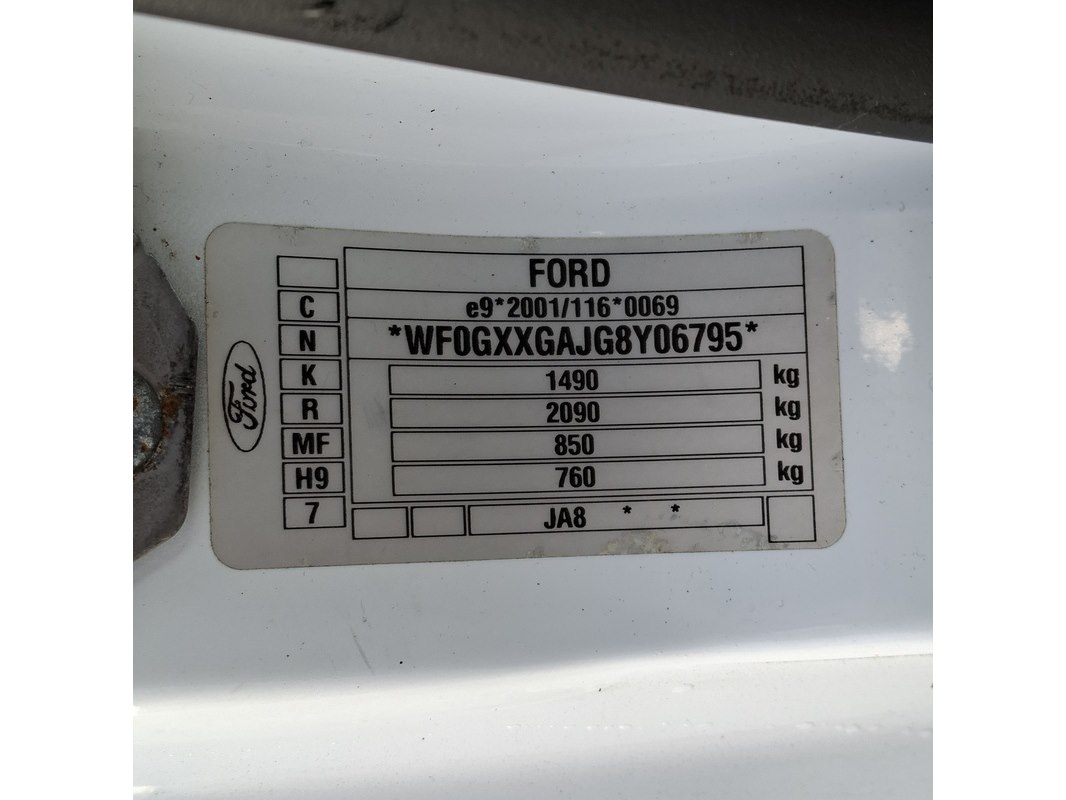 FORD
C e9*2001/116*0069
N *WF0GXXGAJG8Y06795*
K 1490 kg
R 2090 kg
MF 850 kg
H9 760 kg
7 JA8 * *
Ford